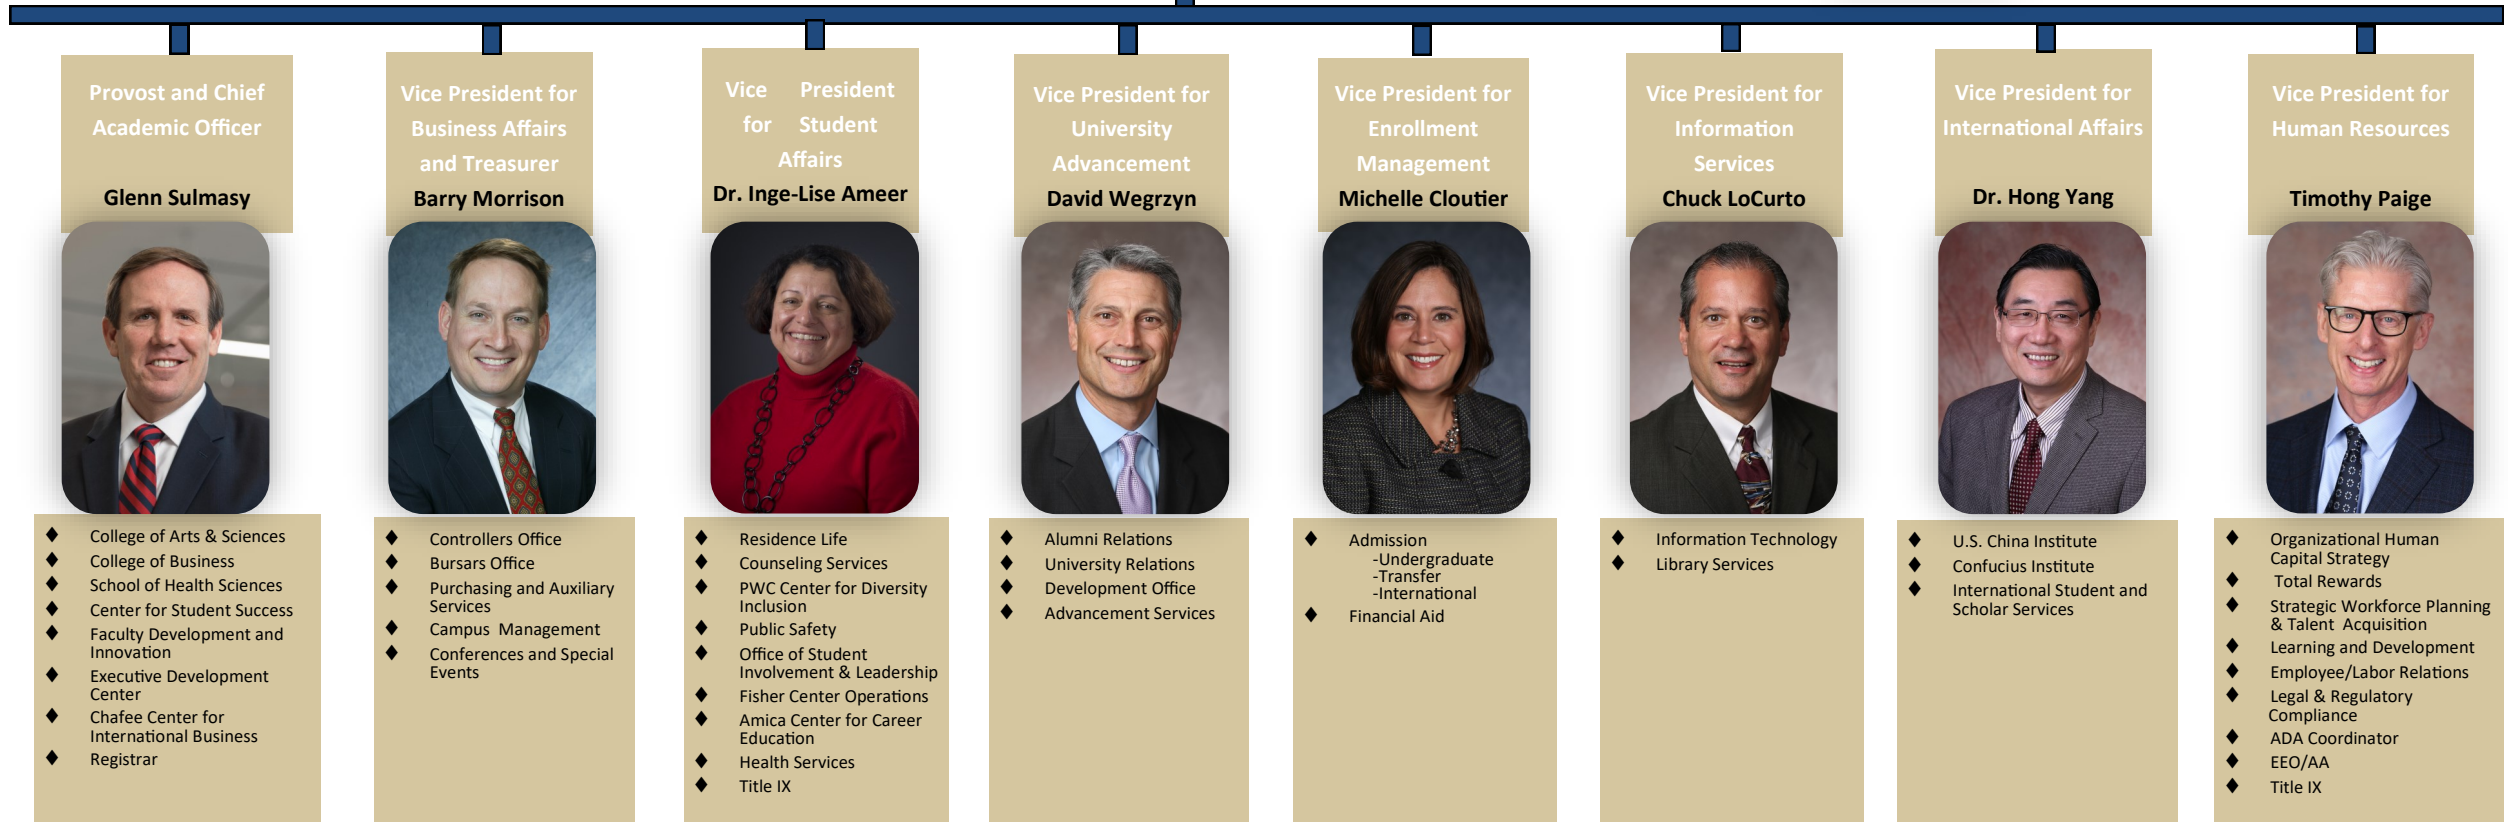 Provost and Chief
Academic Officer
Glenn Sulmasy
♦ College of Arts & Sciences
♦ College of Business
♦ School of Health Sciences
♦ Center for Student Success
♦ Faculty Development and
Innovation
♦ Executive Development
Center
♦ Chafee Center for
International Business
♦ Registrar
Vice President for
Business Affairs
and Treasurer
Barry Morrison
♦ Controllers Office
♦ Bursars Office
♦ Purchasing and Auxiliary
Services
♦ Campus Management
♦ Conferences and Special
Events
Vice President
for Student
Affairs
Dr. Inge-Lise Ameer
♦ Residence Life
♦ Counseling Services
♦ PWC Center for Diversity
Inclusion
♦ Public Safety
♦ Office of Student
Involvement & Leadership
♦ Fisher Center Operations
♦ Amica Center for Career
Education
♦ Health Services
♦ Title IX
Vice President for
University
Advancement
David Wegrzyn
♦ Alumni Relations
♦ University Relations
♦ Development Office
♦ Advancement Services
Vice President for
Enrollment
Management
Michelle Cloutier
♦ Admission
-Undergraduate
-Transfer
-International
♦ Financial Aid
Vice President for
Information
Services
Chuck LoCurto
♦ Information Technology
♦ Library Services
Vice President for
International Affairs
Dr. Hong Yang
♦ U.S. China Institute
♦ Confucius Institute
♦ International Student and
Scholar Services
Vice President for
Human Resources
Timothy Paige
♦ Organizational Human
Capital Strategy
♦ Total Rewards
♦ Strategic Workforce Planning
& Talent Acquisition
♦ Learning and Development
♦ Employee/Labor Relations
♦ Legal & Regulatory
Compliance
♦ ADA Coordinator
♦ EEO/AA
♦ Title IX